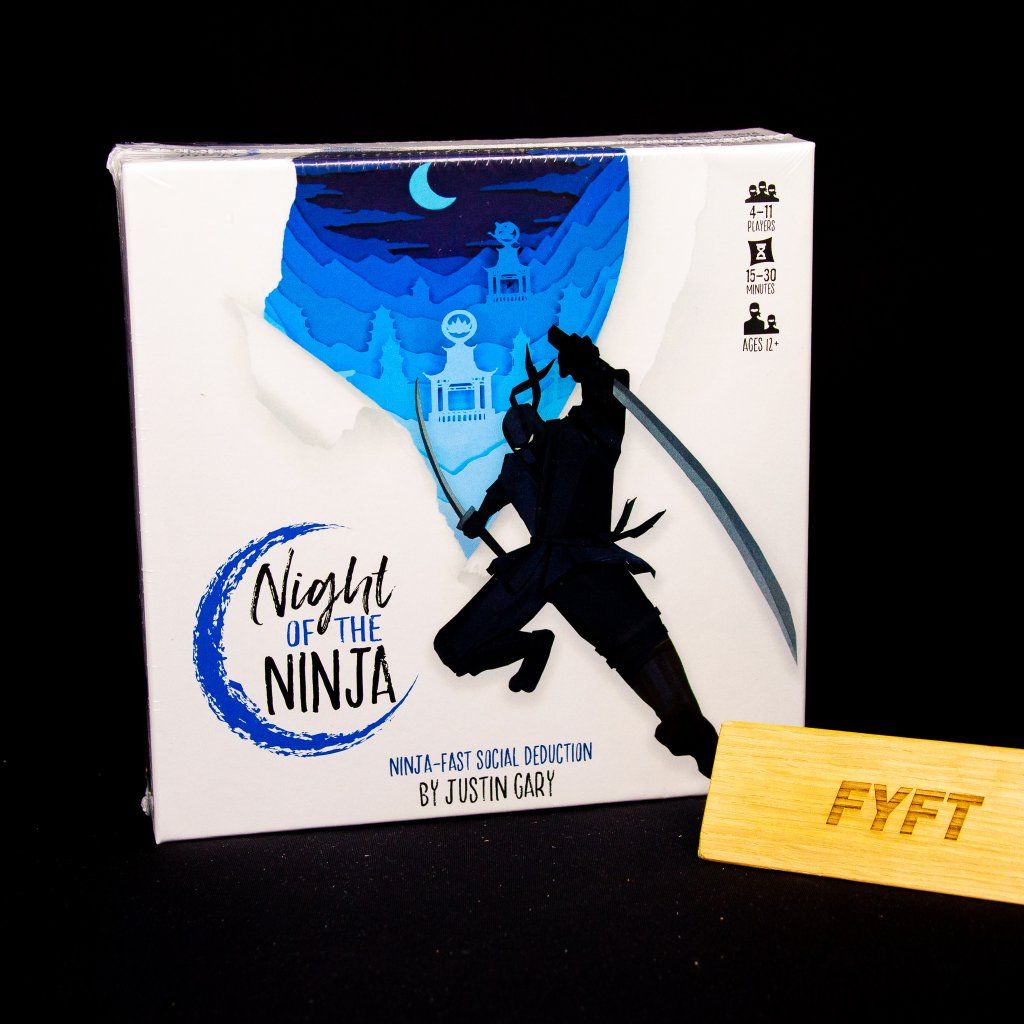 4–11
PLAYERS
15–30
MINUTES
AGES 12+
Night
OF THE
NINJA
NINJA-FAST SOCIAL DEDUCTION
BY JUSTIN GARY
FYFT